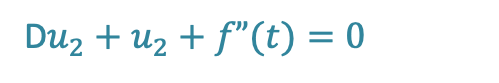 Du₂ + u₂ + f”(t) = 0